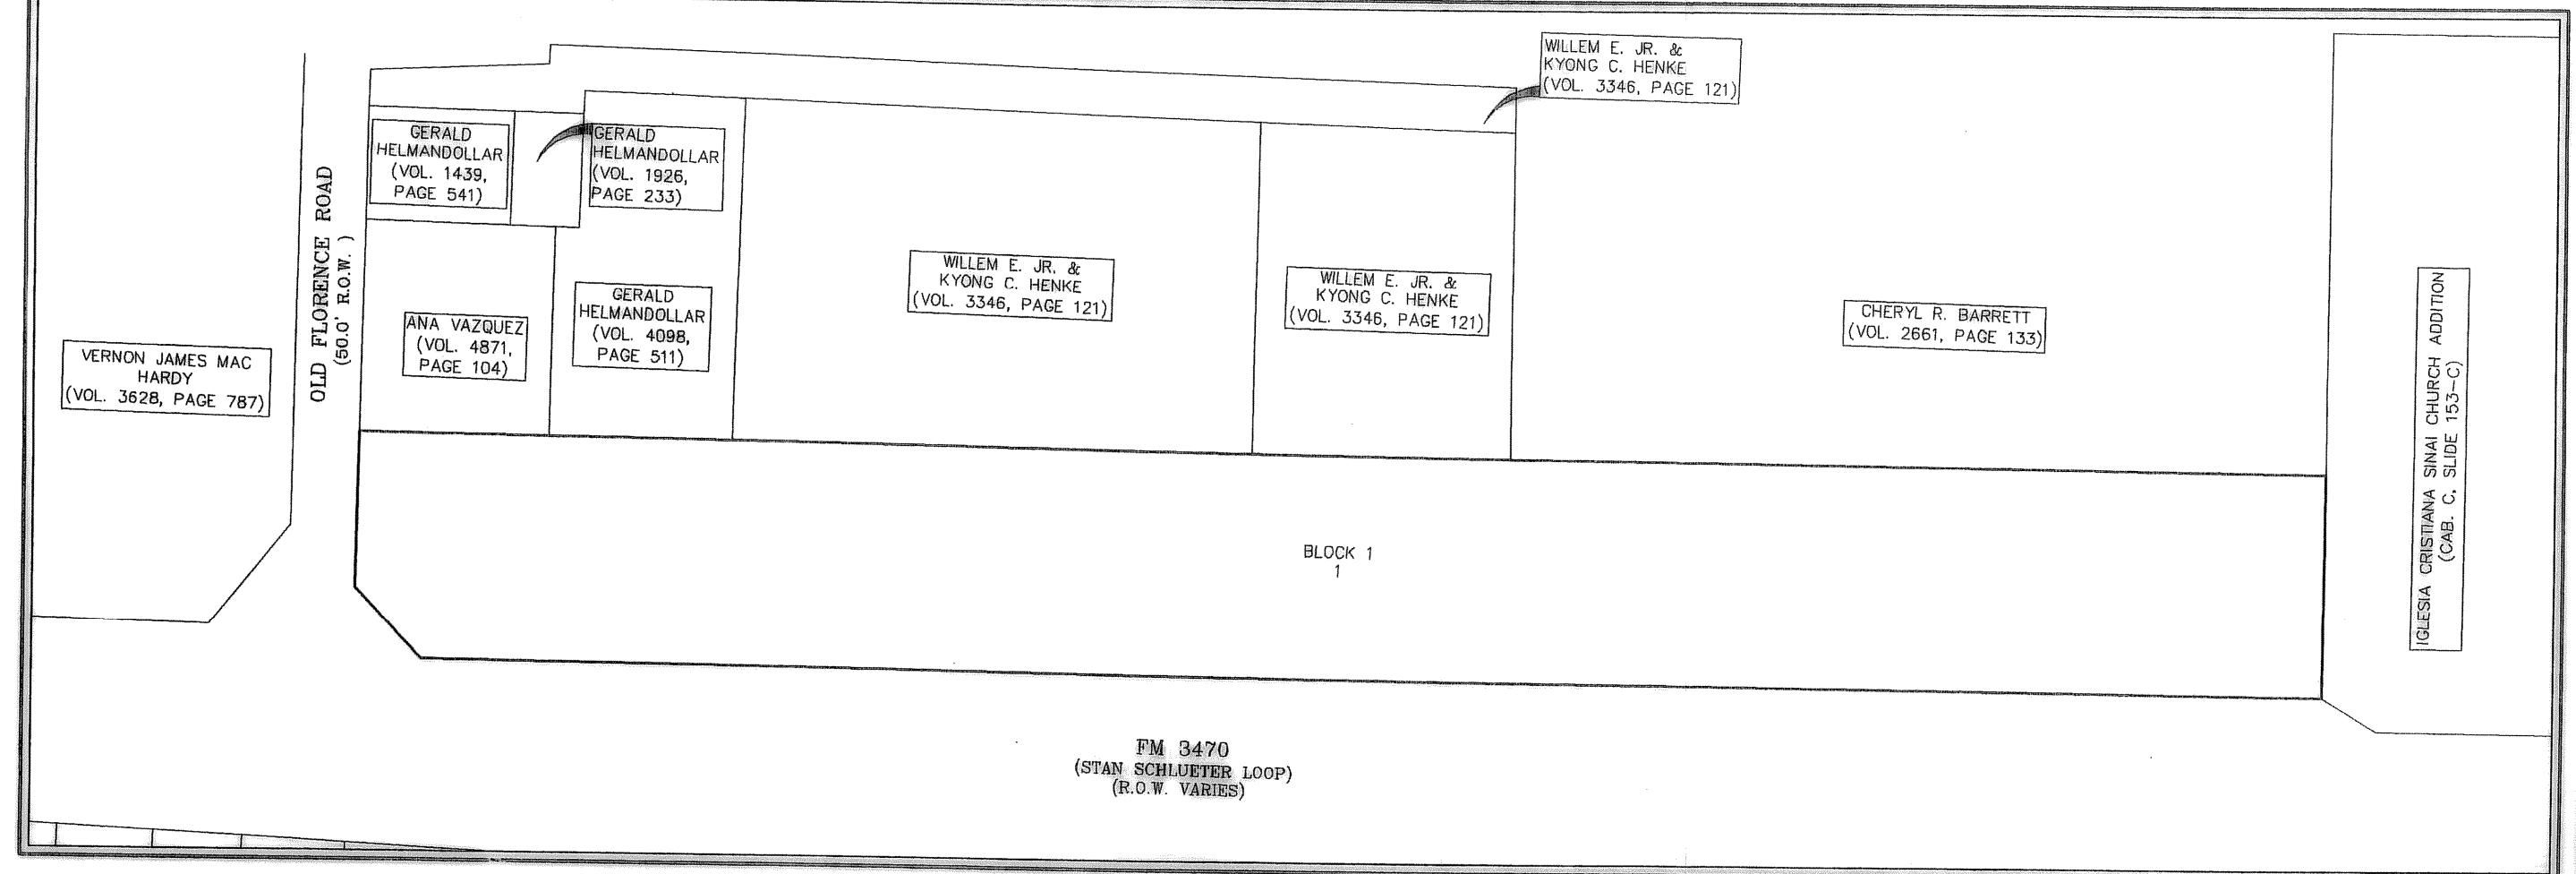 WILLEM E. JR. &
KYONG C. HENKE
(VOL. 3346, PAGE 121)
GERALD
HELMANDOLLAR
(VOL. 1439,
PAGE 541)
GERALD
HELMANDOLLAR
(VOL. 1926,
PAGE 233)
OLD FLORENCE ROAD
(50.0' R.O.W. )
WILLEM E. JR. &
KYONG C. HENKE
(VOL. 3346, PAGE 121)
WILLEM E. JR. &
KYONG C. HENKE
(VOL. 3346, PAGE 121)
GERALD
HELMANDOLLAR
(VOL. 4098,
PAGE 511)
ANA VAZQUEZ
(VOL. 4871,
PAGE 104)
CHERYL R. BARRETT
(VOL. 2661, PAGE 133)
VERNON JAMES MAC
HARDY
(VOL. 3628, PAGE 787)
IGLESIA CRISTIANA SINAI CHURCH ADDITION
(CAB. C, SLIDE 153-C)
BLOCK 1
1
FM 3470
(STAN SCHLUETER LOOP)
(R.O.W. VARIES)